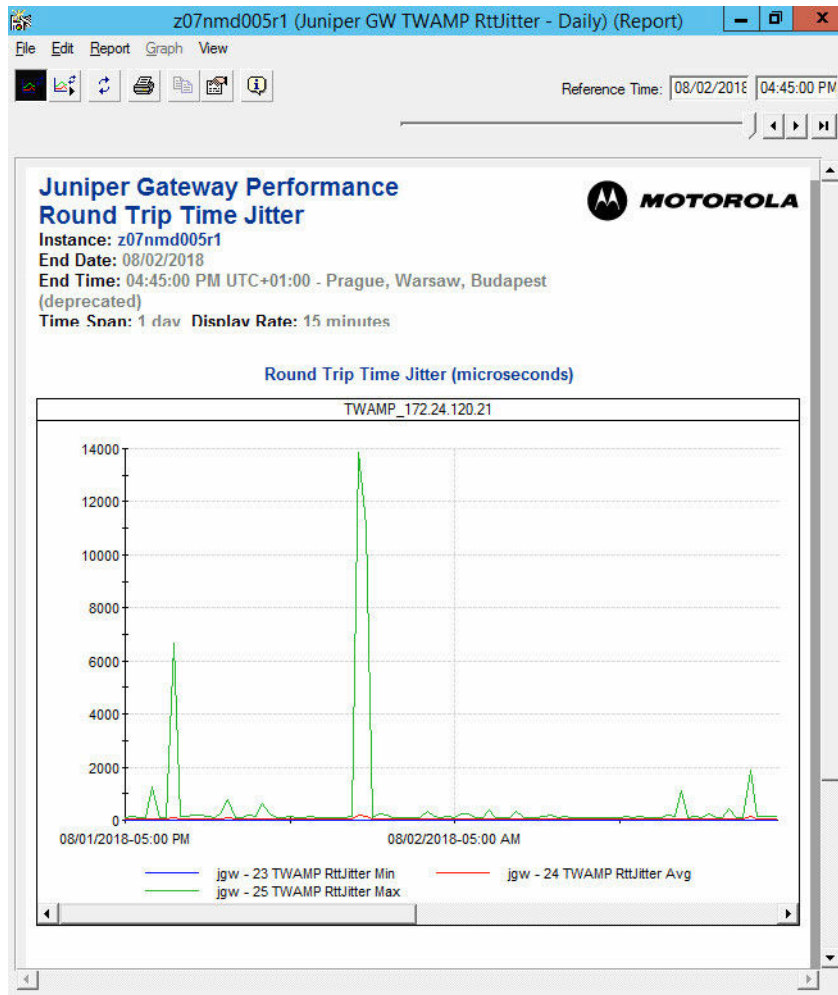 z07nmd005r1 (Juniper GW TWAMP RttJitter - Daily) (Report)
File Edit Report Graph View
Reference Time: 08/02/2018 04:45:00 PM
Juniper Gateway Performance
Round Trip Time Jitter
MOTOROLA
Instance: z07nmd005r1
End Date: 08/02/2018
End Time: 04:45:00 PM UTC+01:00 - Prague, Warsaw, Budapest
(deprecated)
Time Span: 1 day Display Rate: 15 minutes
Round Trip Time Jitter (microseconds)
TWAMP_172.24.120.21
14000
12000
10000
8000
6000
4000
2000
0
08/01/2018-05:00 PM 08/02/2018-05:00 AM
jgw - 23 TWAMP RttJitter Min jgw - 24 TWAMP RttJitter Avg
jgw - 25 TWAMP RttJitter Max